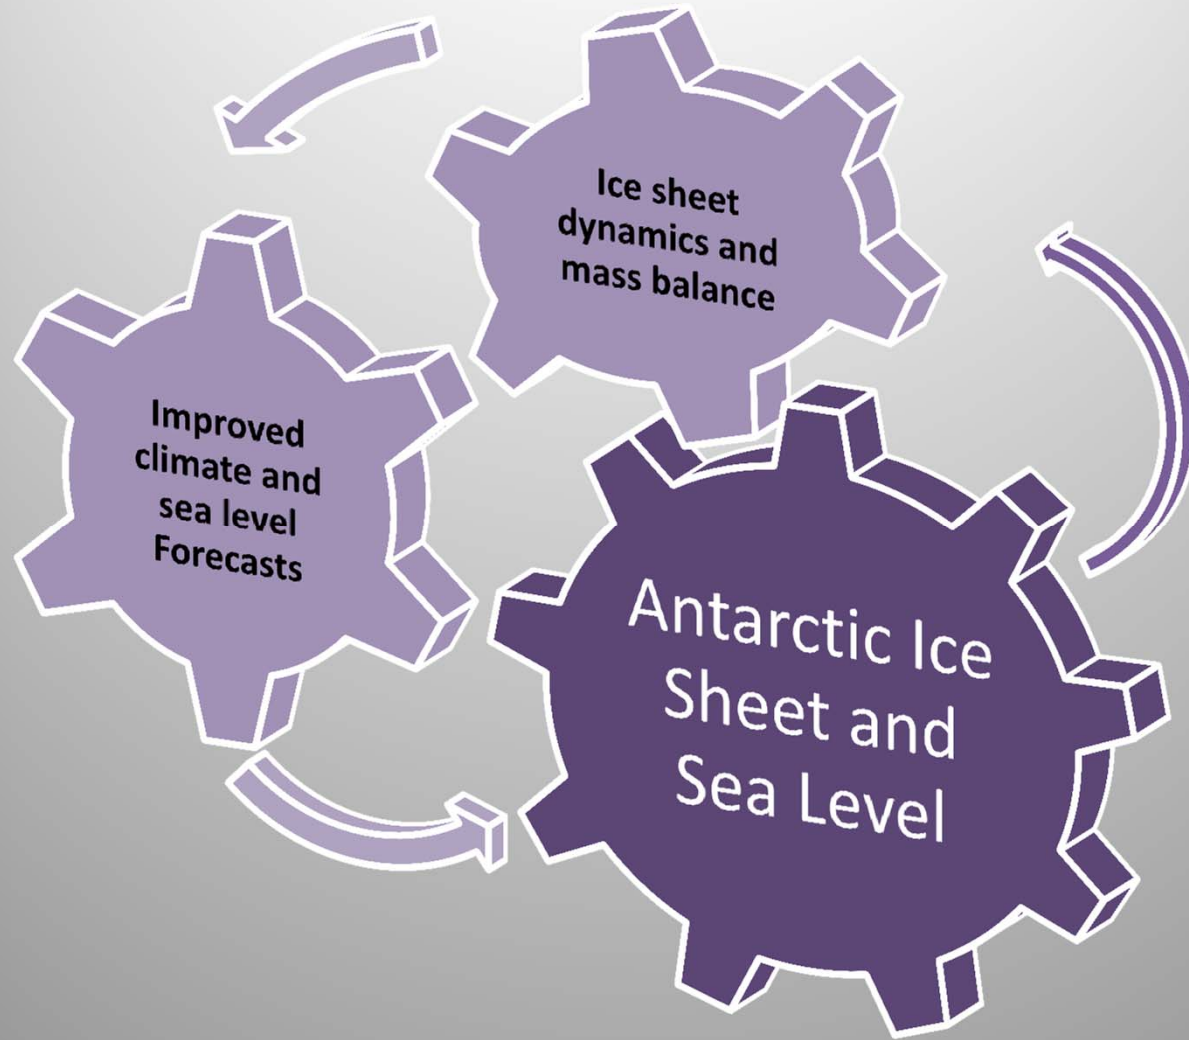 Ice sheet
dynamics and
mass balance
Improved
climate and
sea level
Forecasts
Antarctic Ice
Sheet and
Sea Level